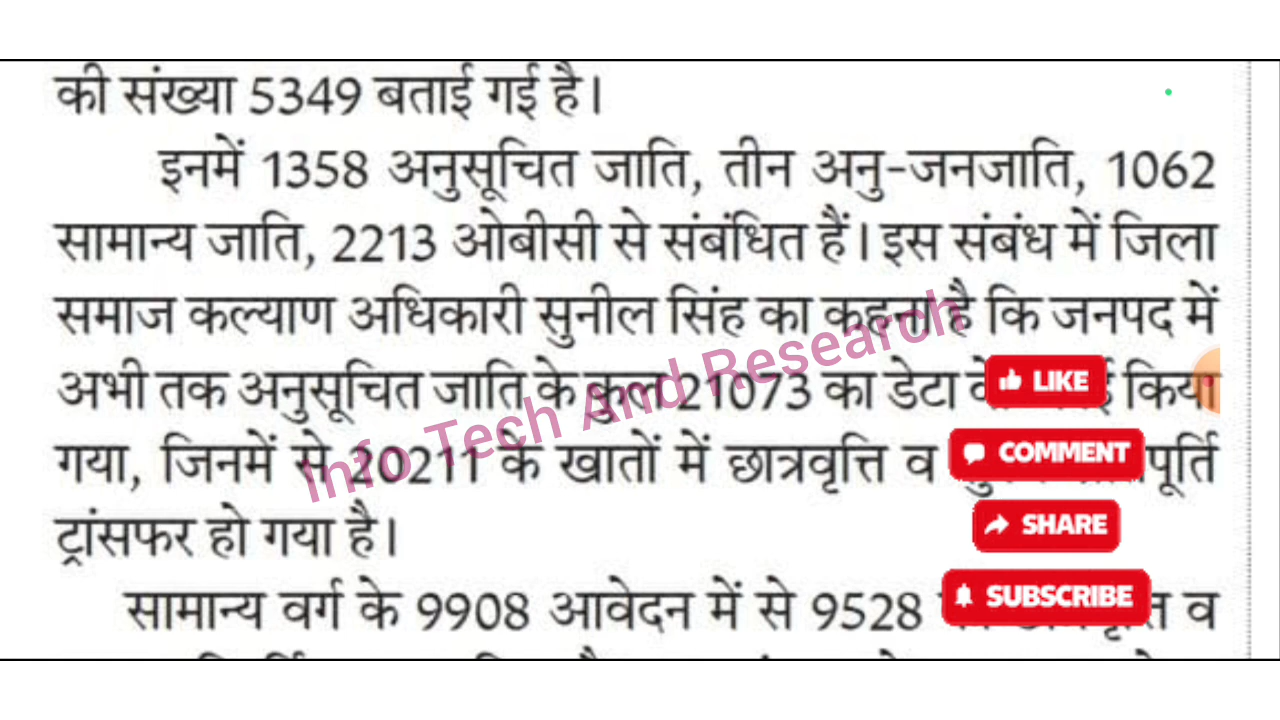 की संख्या 5349 बताई गई है।
इनमें 1358 अनुसूचित जाति, तीन अनु-जनजाति, 1062
सामान्य जाति, 2213 ओबीसी से संबंधित हैं। इस संबंध में जिला
समाज कल्याण अधिकारी सुनील सिंह का कहना है कि जनपद में
अभी तक अनुसूचित जाति के कुल 21073 का डेटा किया
गया, जिनमें से 20211 के खातों में छात्रवृत्ति व
ट्रांसफर हो गया है।
सामान्य वर्ग के 9908 आवेदन में से 9528 व
Info Tech And Research
LIKE
COMMENT
SHARE
SUBSCRIBE